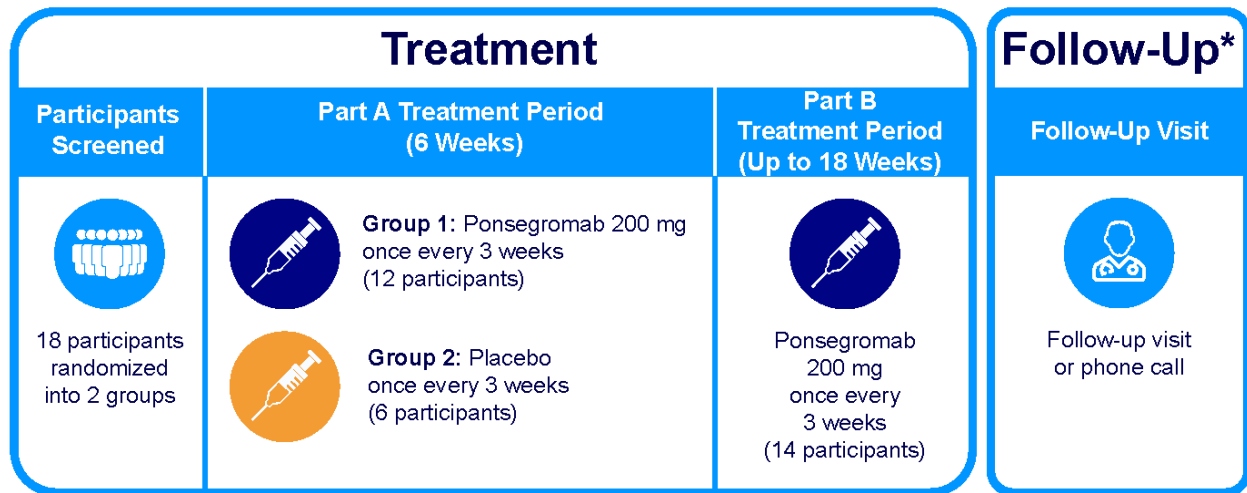 Treatment
Follow-Up*
Participants
Screened
Part A Treatment Period
(6 Weeks)
Part B
Treatment Period
(Up to 18 Weeks)
Follow-Up Visit
18 participants
randomized
into 2 groups
Group 1: Ponsegromab 200 mg
once every 3 weeks
(12 participants)
Group 2: Placebo
once every 3 weeks
(6 participants)
Ponsegromab
200 mg
once every
3 weeks
(14 participants)
Follow-up visit
or phone call